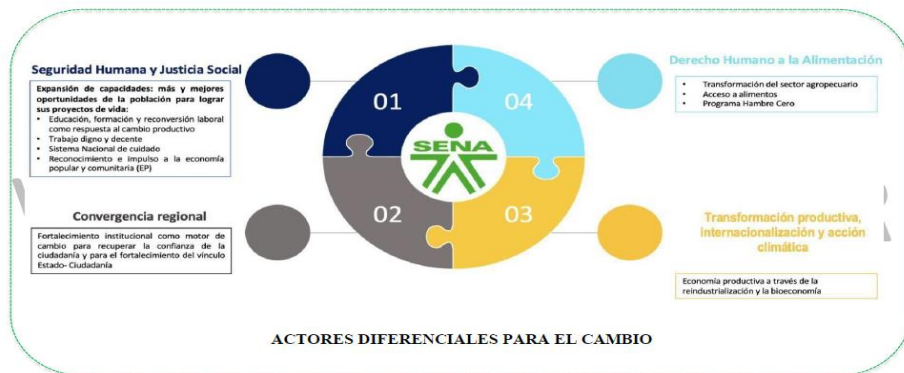 Seguridad Humana y Justicia Social
Expansión de capacidades: más y mejores
oportunidades de la población para lograr
sus proyectos de vida:
• Educación, formación y reconversión laboral
como respuesta al cambio productivo
• Trabajo digno y decente
• Sistema Nacional de cuidado
• Reconocimiento e impulso a la economía
popular y comunitaria (EP)
01
04
SENA
02
03
Derecho Humano a la Alimentación
• Transformación del sector agropecuario
• Acceso a alimentos
• Programa Hambre Cero
Convergencia regional
Fortalecimiento institucional como motor de
cambio para recuperar la confianza de la
ciudadanía y para el fortalecimiento del vínculo
Estado- Ciudadanía
Transformación productiva,
internacionalización y acción
climática
Economía productiva a través de la
reindustrialización y la bioeconomía
ACTORES DIFERENCIALES PARA EL CAMBIO